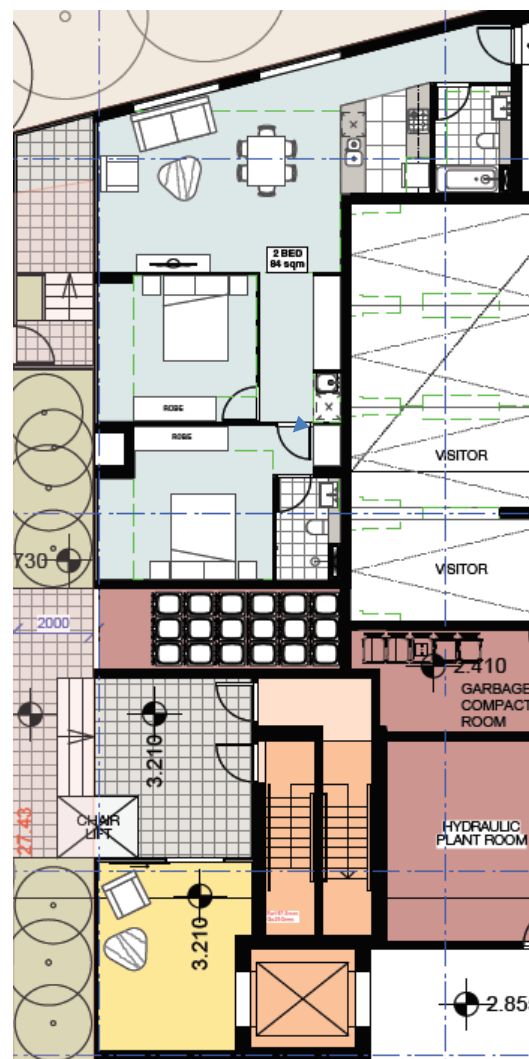 2 BED
84 sqm
ROBE
ROBE
VISITOR
VISITOR
730
2000
2.410
GARBAGE
COMPACT
ROOM
3.210
27.43
CHAIR
LIFT
HYDRAULIC
PLANT ROOM
3.210
2.85